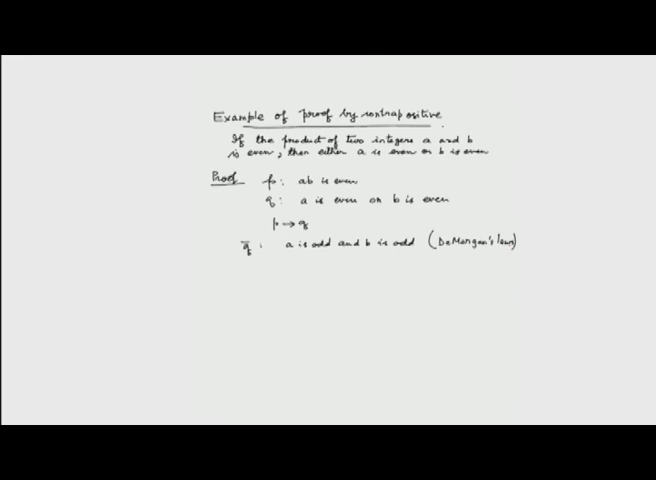 Example of proof by contrapositive
If the product of two integers a and b
is even, then either a is even or b is even
Proof p: ab is even
q: a is even or b is even
p → q
q̅ : a is odd and b is odd (DeMorgan's laws)